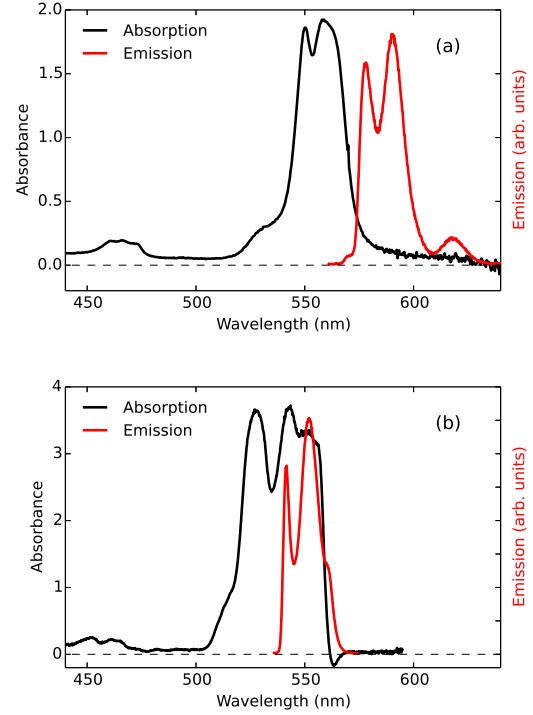 2.0
Absorption
Emission
(a)
1.5
1.0
0.5
0.0
Absorbance
Emission (arb. units)
450 500 550 600
Wavelength (nm)
4
Absorption
Emission
(b)
3
2
1
0
Absorbance
Emission (arb. units)
450 500 550 600
Wavelength (nm)